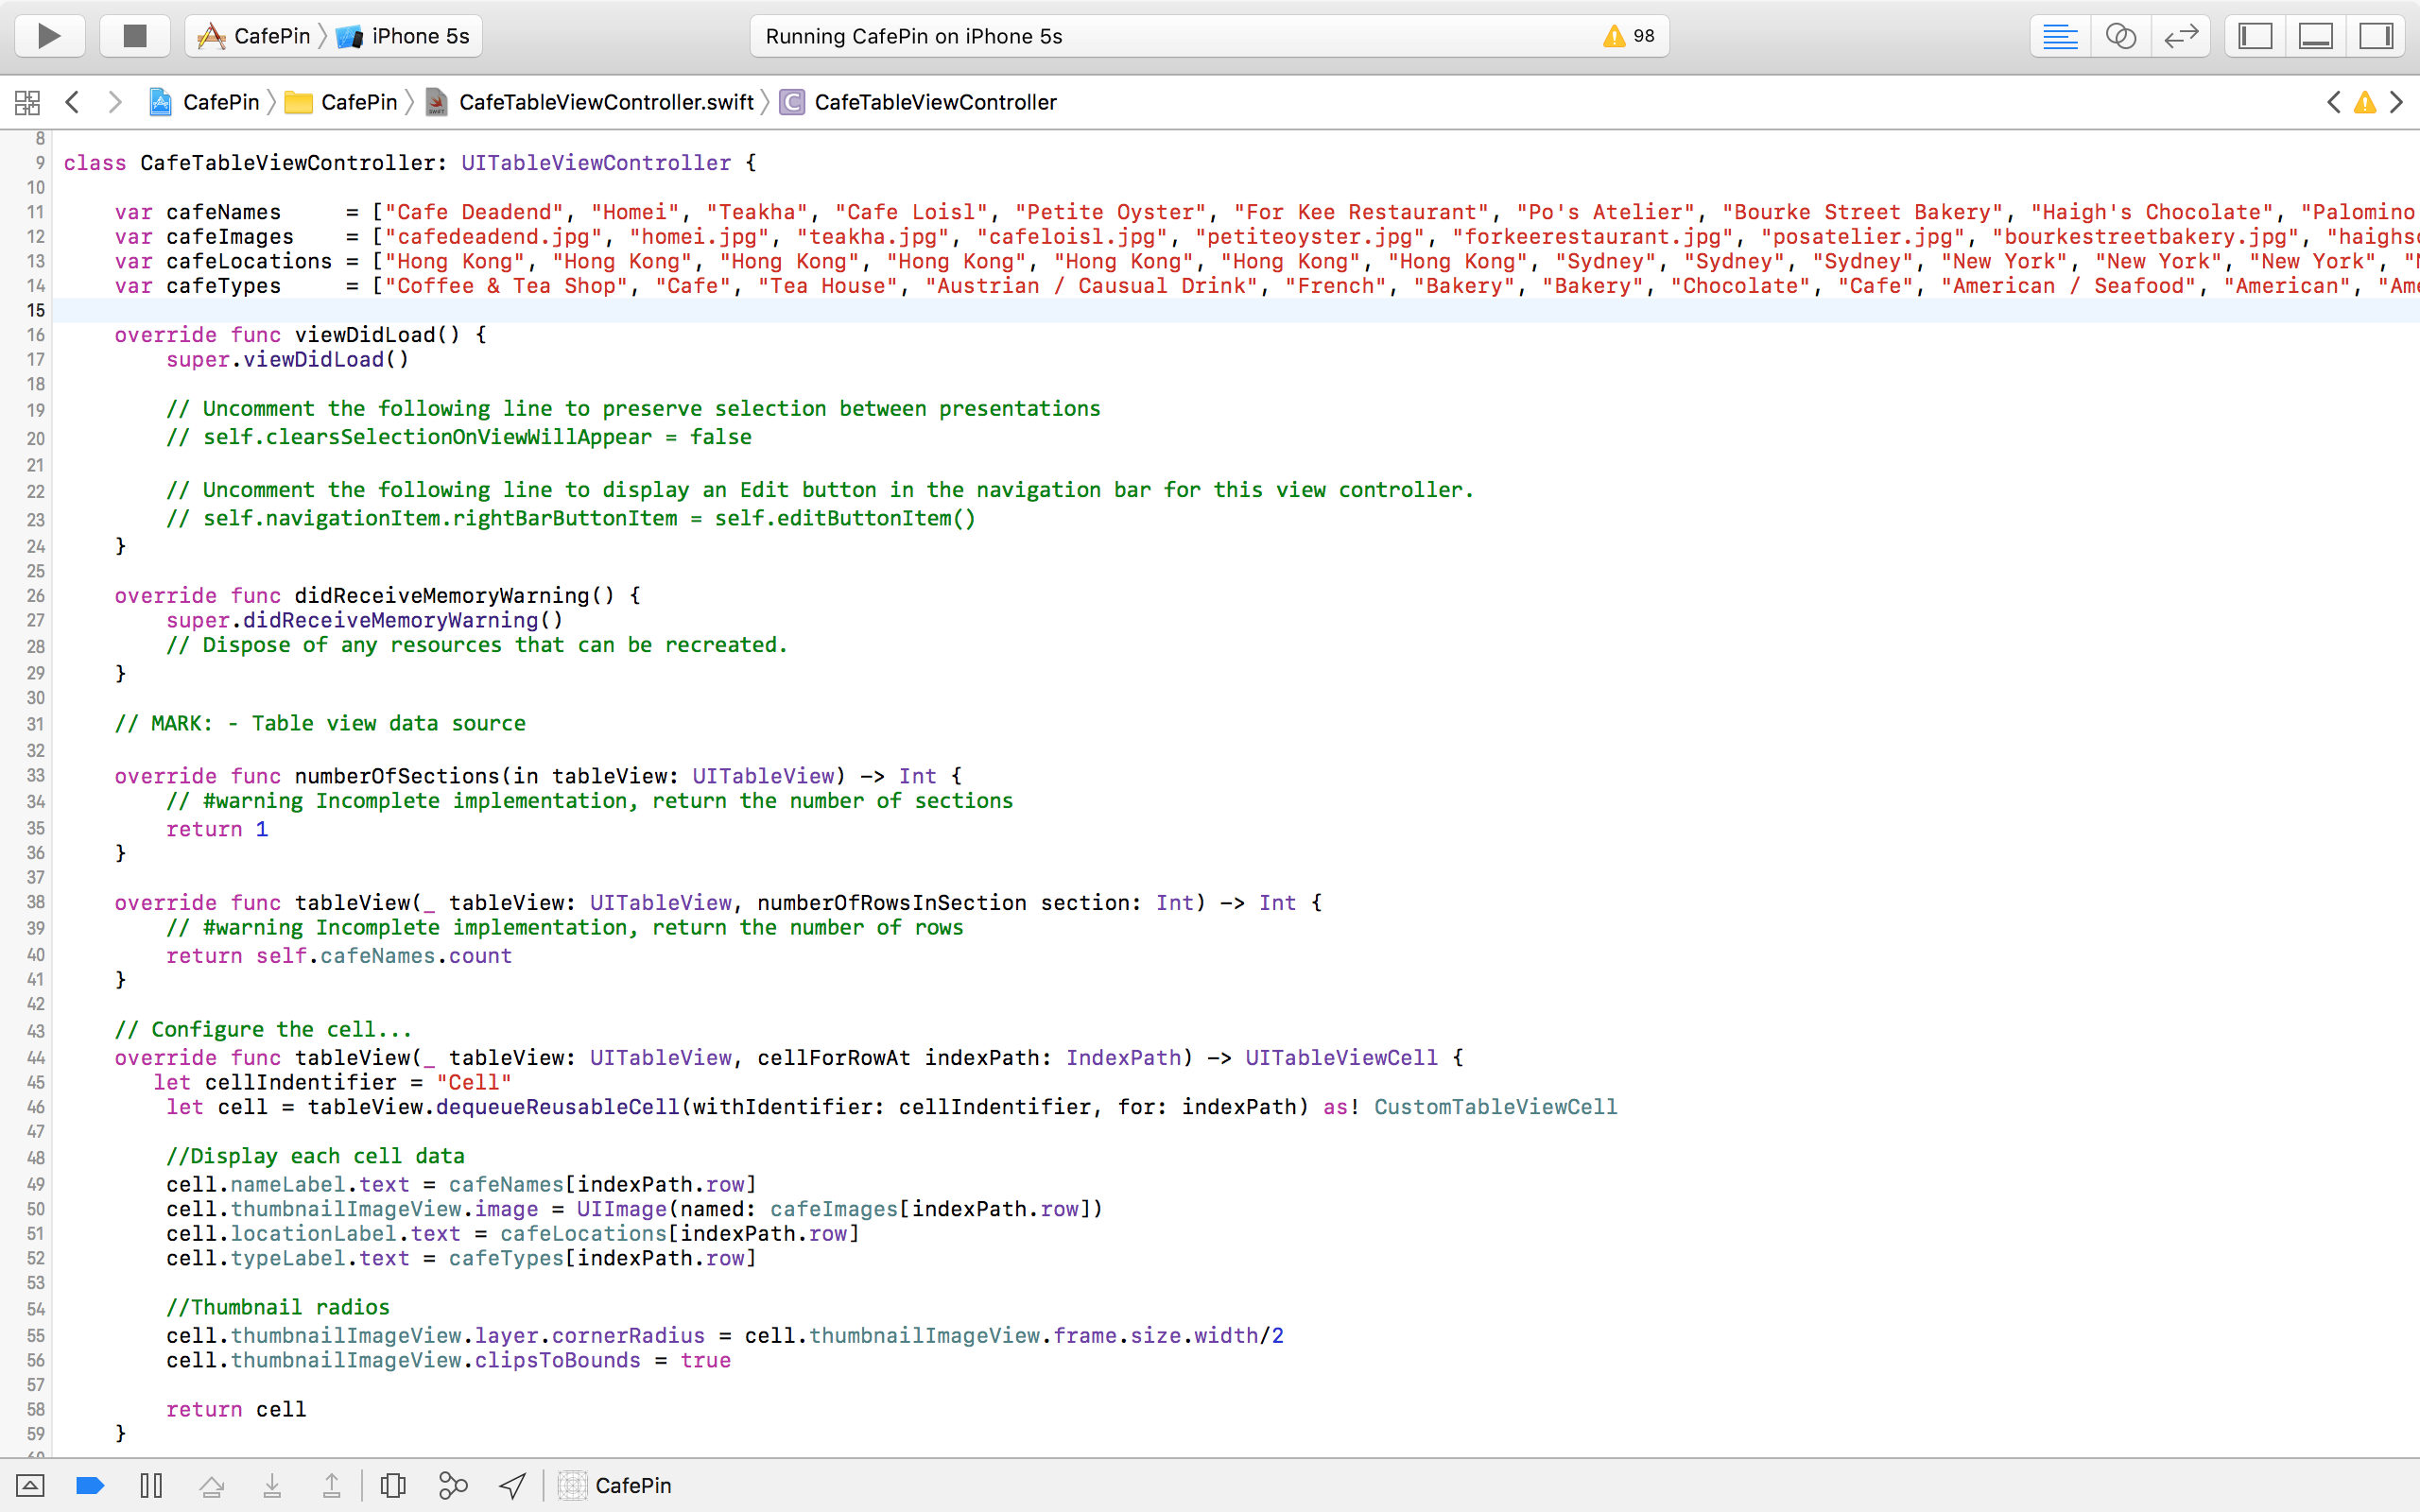 CafePin iPhone 5s Running CafePin on iPhone 5s 98
CafePin CafePin CafeTableViewController.swift C CafeTableViewController
8
9 class CafeTableViewController: UITableViewController {
10
11 var cafeNames = ["Cafe Deadend", "Homei", "Teakha", "Cafe Loisl", "Petite Oyster", "For Kee Restaurant", "Po's Atelier", "Bourke Street Bakery", "Haigh's Chocolate", "Palomino
12 var cafeImages = ["cafedeadend.jpg", "homei.jpg", "teakha.jpg", "cafeloisl.jpg", "petiteoyster.jpg", "forkeerestaurant.jpg", "posatelier.jpg", "bourkestreetbakery.jpg", "haighsc
13 var cafeLocations = ["Hong Kong", "Hong Kong", "Hong Kong", "Hong Kong", "Hong Kong", "Hong Kong", "Hong Kong", "Sydney", "Sydney", "Sydney", "New York", "New York", "New York", "N
14 var cafeTypes = ["Coffee & Tea Shop", "Cafe", "Tea House", "Austrian / Causual Drink", "French", "Bakery", "Bakery", "Chocolate", "Cafe", "American / Seafood", "American", "Ame
15
16 override func viewDidLoad() {
17 super.viewDidLoad()
18
19 // Uncomment the following line to preserve selection between presentations
20 // self.clearsSelectionOnViewWillAppear = false
21
22 // Uncomment the following line to display an Edit button in the navigation bar for this view controller.
23 // self.navigationItem.rightBarButtonItem = self.editButtonItem()
24 }
25
26 override func didReceiveMemoryWarning() {
27 super.didReceiveMemoryWarning()
28 // Dispose of any resources that can be recreated.
29 }
30
31 // MARK: - Table view data source
32
33 override func numberOfSections(in tableView: UITableView) -> Int {
34 // #warning Incomplete implementation, return the number of sections
35 return 1
36 }
37
38 override func tableView(_ tableView: UITableView, numberOfRowsInSection section: Int) -> Int {
39 // #warning Incomplete implementation, return the number of rows
40 return self.cafeNames.count
41 }
42
43 // Configure the cell...
44 override func tableView(_ tableView: UITableView, cellForRowAt indexPath: IndexPath) -> UITableViewCell {
45 let cellIndentifier = "Cell"
46 let cell = tableView.dequeueReusableCell(withIdentifier: cellIndentifier, for: indexPath) as! CustomTableViewCell
47
48 //Display each cell data
49 cell.nameLabel.text = cafeNames[indexPath.row]
50 cell.thumbnailImageView.image = UIImage(named: cafeImages[indexPath.row])
51 cell.locationLabel.text = cafeLocations[indexPath.row]
52 cell.typeLabel.text = cafeTypes[indexPath.row]
53
54 //Thumbnail radios
55 cell.thumbnailImageView.layer.cornerRadius = cell.thumbnailImageView.frame.size.width/2
56 cell.thumbnailImageView.clipsToBounds = true
57
58 return cell
59 }
CafePin